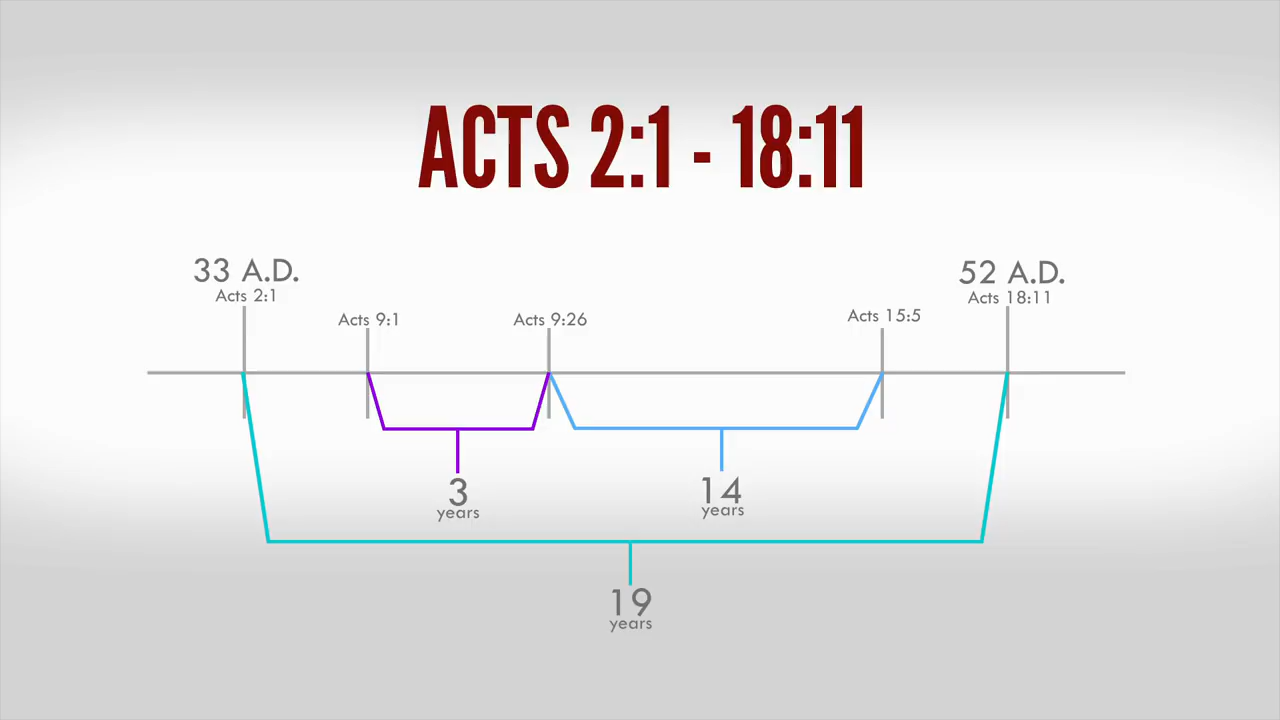 ACTS 2:1 - 18:11
33 A.D.
Acts 2:1
52 A.D.
Acts 18:11
Acts 9:1
Acts 9:26
Acts 15:5
3
years
14
years
19
years